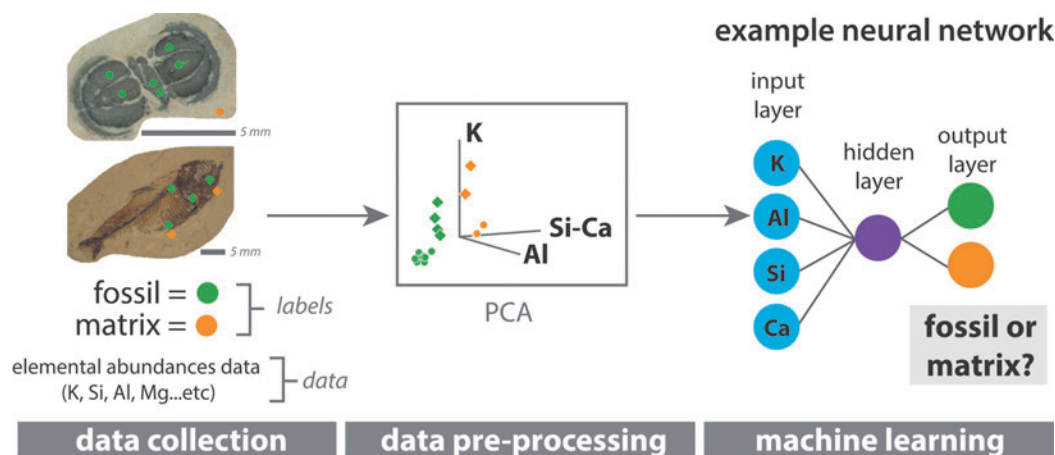 example neural network
input
layer
hidden
layer
output
layer
5 mm
5 mm
fossil =
matrix =
labels
elemental abundances data
(K, Si, Al, Mg...etc)
data
K
Si-Ca
Al
PCA
K
Al
Si
Ca
fossil or
matrix?
data collection
data pre-processing
machine learning